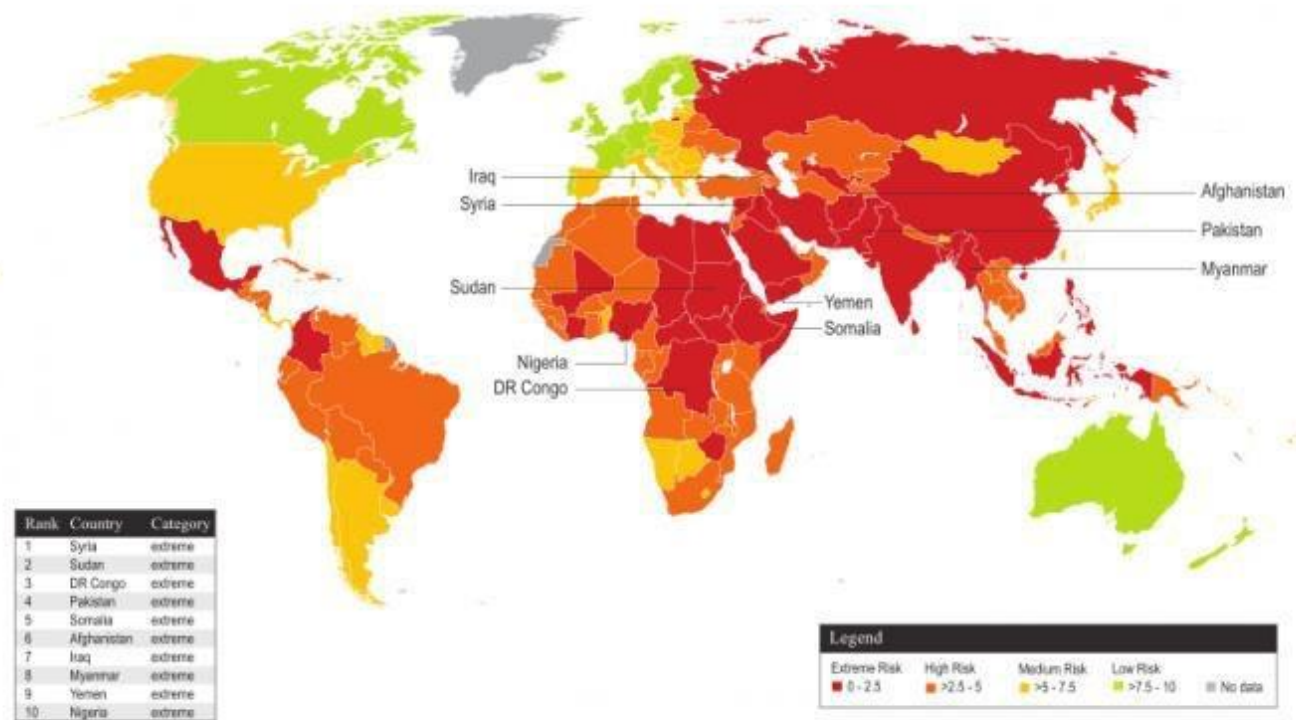 Iraq
Syria
Afghanistan
Pakistan
Myanmar
Sudan
Yemen
Somalia
Nigeria
DR Congo
Rank Country Category
1 Syria extreme
2 Sudan extreme
3 DR Congo extreme
4 Pakistan extreme
5 Somalia extreme
6 Afghanistan extreme
7 Iraq extreme
8 Myanmar extreme
9 Yemen extreme
10 Nigeria extreme
Legend
Extreme Risk High Risk Medium Risk Low Risk
0 - 2.5 >2.5 - 5 >5 - 7.5 >7.5 - 10 No data